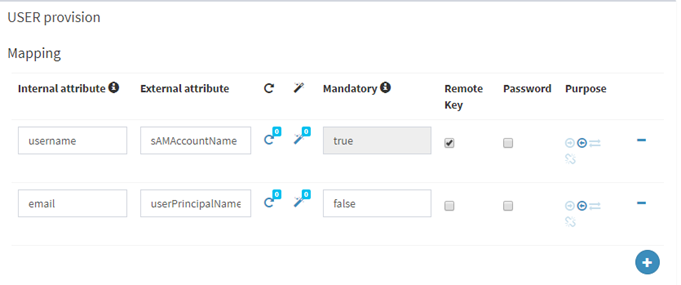 USER provision
Mapping
Internal attribute External attribute Mandatory Remote Key Password Purpose
username sAMAccountName 0 0 true
email userPrincipalName 0 0 false